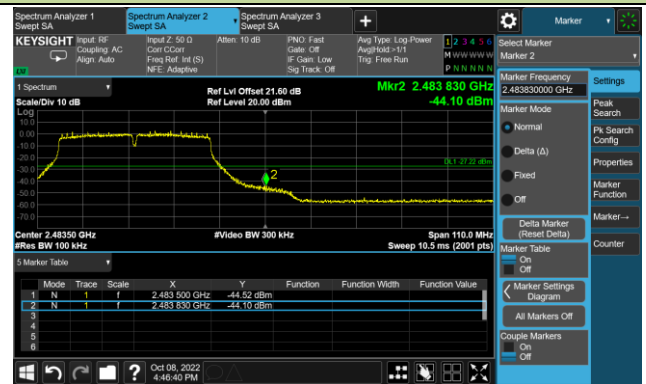 Spectrum Analyzer 1
Swept SA
Spectrum Analyzer 2
Swept SA
Spectrum Analyzer 3
Swept SA
+
Marker
KEYSIGHT
Input: RF
Coupling: AC
Align: Auto
Input Z: 50 Ω
Corr CCorr
Freq Ref: Int (S)
NFE: Adaptive
Atten: 10 dB
PNO: Fast
Gate: Off
IF Gain: Low
Sig Track: Off
Avg Type: Log-Power
Avg|Hold:>1/1
Trig: Free Run
1 2 3 4 5 6
M W W W W W
P N N N N N
LXI
Select Marker
Marker 2
1 Spectrum
Scale/Div 10 dB
Ref Lvl Offset 21.60 dB
Ref Level 20.00 dBm
Mkr2 2.483 830 GHz
-44.10 dBm
Log
10.0
0.00
-10.0
-20.0
-30.0
-40.0
-50.0
-60.0
-70.0
DL1 -27.22 dBm
2
Center 2.48350 GHz
#Res BW 100 kHz
#Video BW 300 kHz
Span 110.0 MHz
Sweep 10.5 ms (2001 pts)
5 Marker Table
Mode Trace Scale X Y Function Function Width Function Value
1 N 1 f 2.483 500 GHz -44.52 dBm
2 N 1 f 2.483 830 GHz -44.10 dBm
3
4
5
6
Marker Frequency
2.483830000 GHz
Marker Mode
Normal
Delta (Δ)
Fixed
Off
Delta Marker
(Reset Delta)
Marker Table
On
Off
Marker Settings
Diagram
All Markers Off
Couple Markers
On
Off
Settings
Peak
Search
Pk Search
Config
Properties
Marker
Function
Marker→
Counter
?
Oct 08, 2022
4:46:40 PM